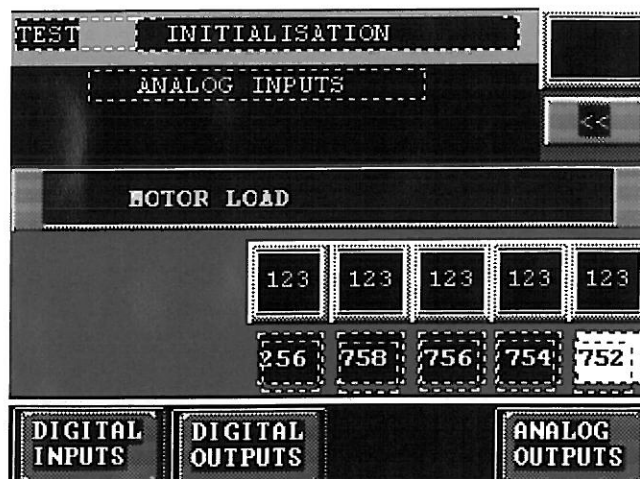 TEST INITIALISATION
ANALOG INPUTS
<<
MOTOR LOAD
123 123 123 123 123
256 758 756 754 752
DIGITAL INPUTS
DIGITAL OUTPUTS
ANALOG OUTPUTS